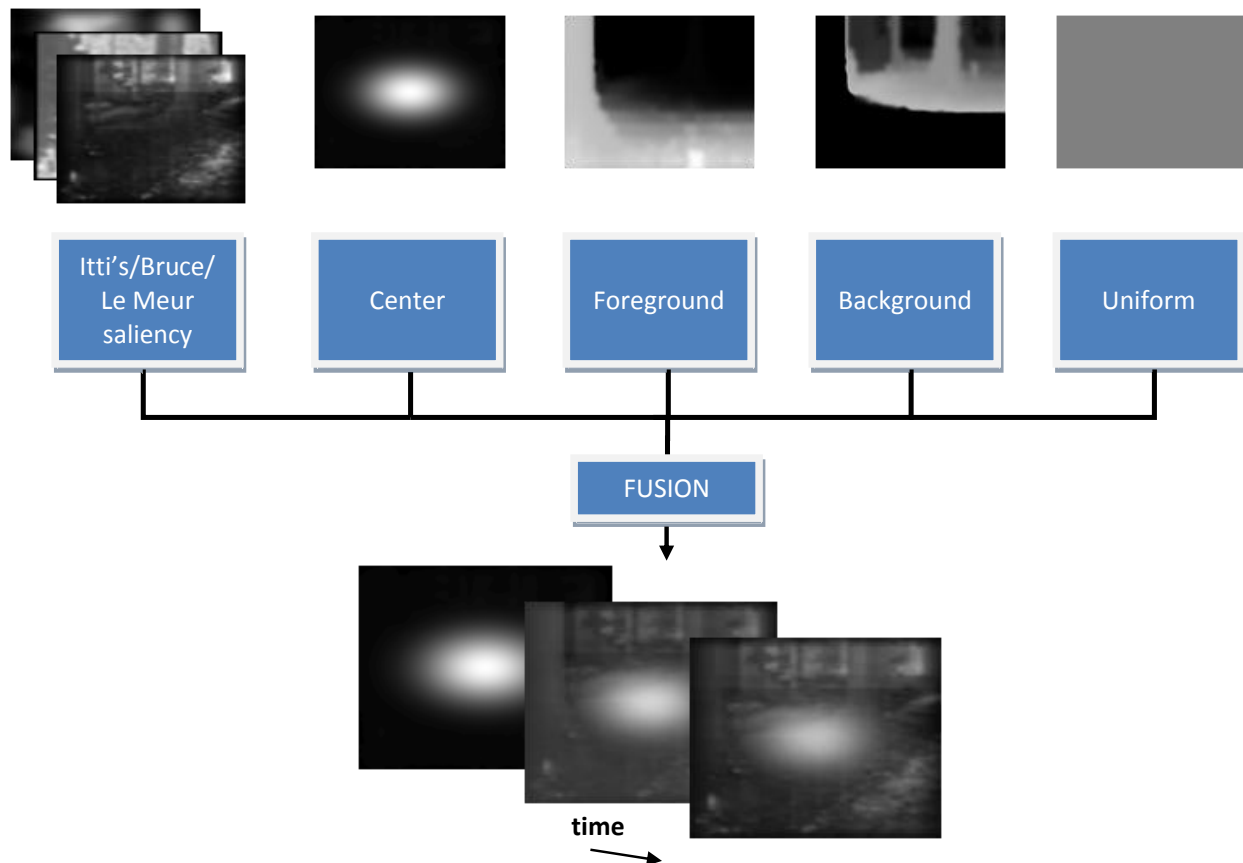 Itti’s/Bruce/
Le Meur
saliency
Center
Foreground
Background
Uniform
FUSION
time